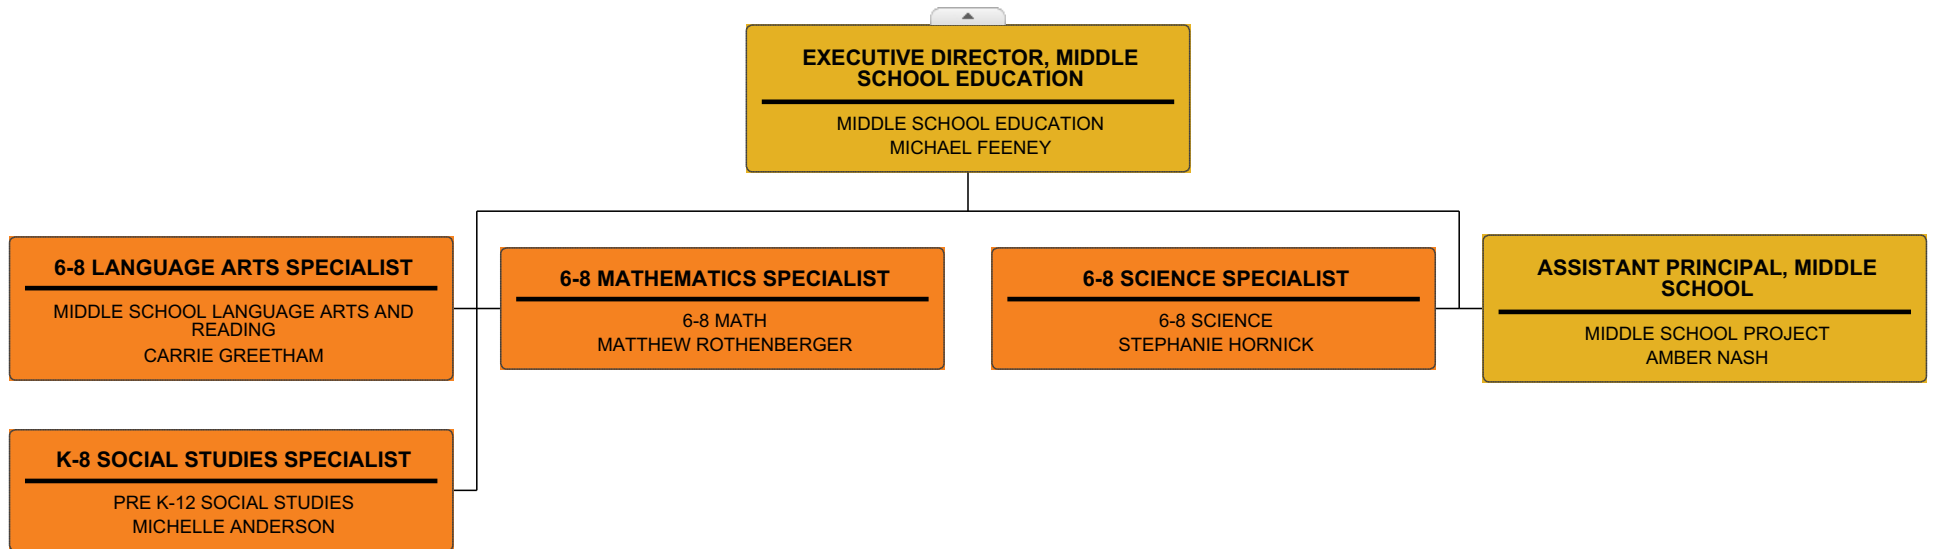 EXECUTIVE DIRECTOR, MIDDLE
SCHOOL EDUCATION
MIDDLE SCHOOL EDUCATION
MICHAEL FEENEY
6-8 LANGUAGE ARTS SPECIALIST
MIDDLE SCHOOL LANGUAGE ARTS AND
READING
CARRIE GREETHAM
6-8 MATHEMATICS SPECIALIST
6-8 MATH
MATTHEW ROTHENBERGER
6-8 SCIENCE SPECIALIST
6-8 SCIENCE
STEPHANIE HORNICK
ASSISTANT PRINCIPAL, MIDDLE
SCHOOL
MIDDLE SCHOOL PROJECT
AMBER NASH
K-8 SOCIAL STUDIES SPECIALIST
PRE K-12 SOCIAL STUDIES
MICHELLE ANDERSON